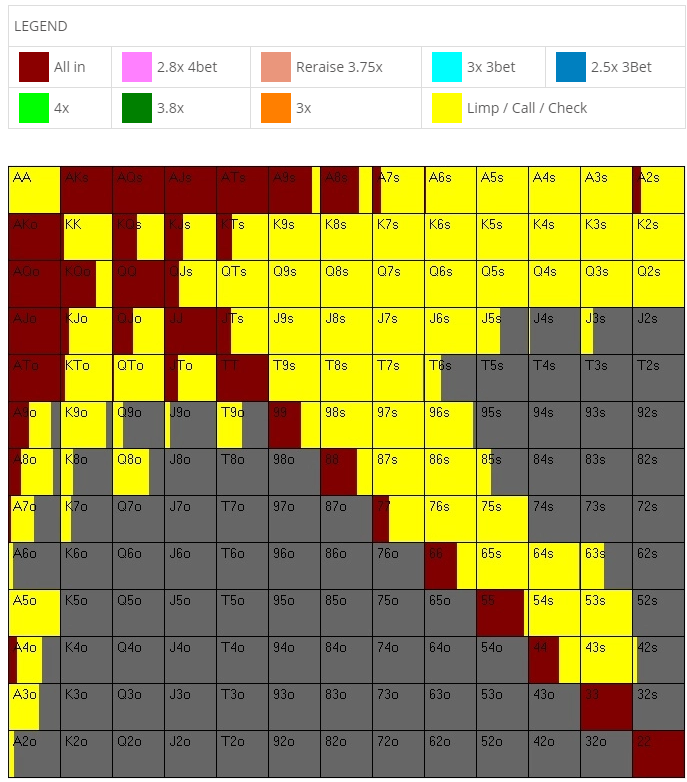 LEGEND
All in 2.8x 4bet Reraise 3.75x 3x 3bet 2.5x 3Bet
4x 3.8x 3x Limp / Call / Check
AA AKs AQs AJs ATs A9s A8s A7s A6s A5s A4s A3s A2s
AKo KK KQs KJs KTs K9s K8s K7s K6s K5s K4s K3s K2s
AQo KQo QQ QJs QTs Q9s Q8s Q7s Q6s Q5s Q4s Q3s Q2s
AJo KJo QJo JJ JTs J9s J8s J7s J6s J5s J4s J3s J2s
ATo KTo QTo JTo TT T9s T8s T7s T6s T5s T4s T3s T2s
A9o K9o Q9o J9o T9o 99 98s 97s 96s 95s 94s 93s 92s
A8o K8o Q8o J8o T8o 98o 88 87s 86s 85s 84s 83s 82s
A7o K7o Q7o J7o T7o 97o 87o 77 76s 75s 74s 73s 72s
A6o K6o Q6o J6o T6o 96o 86o 76o 66 65s 64s 63s 62s
A5o K5o Q5o J5o T5o 95o 85o 75o 65o 55 54s 53s 52s
A4o K4o Q4o J4o T4o 94o 84o 74o 64o 54o 44 43s 42s
A3o K3o Q3o J3o T3o 93o 83o 73o 63o 53o 43o 33 32s
A2o K2o Q2o J2o T2o 92o 82o 72o 62o 52o 42o 32o 22